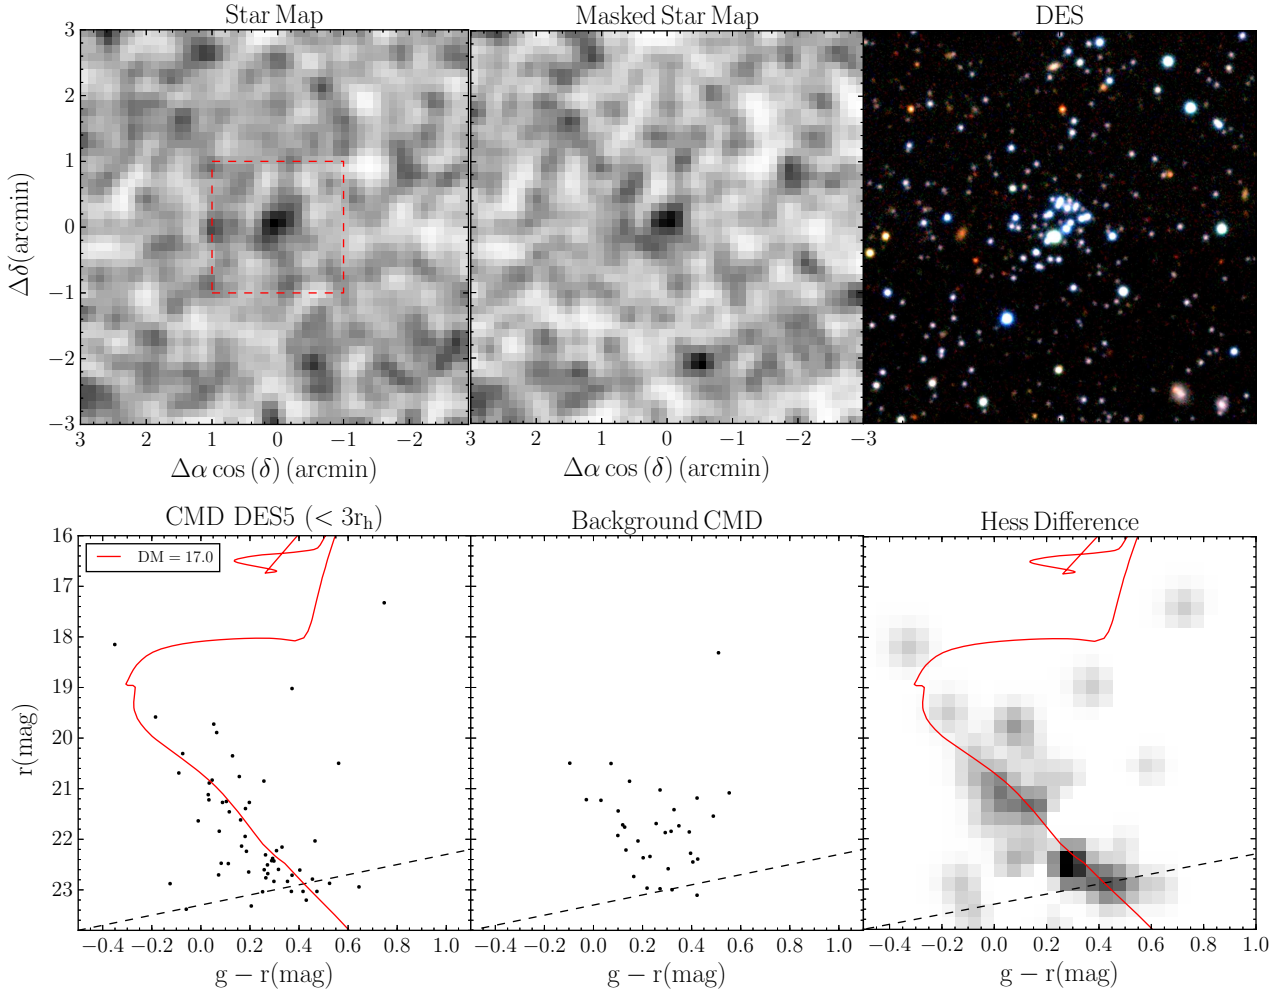 Star Map
Masked Star Map
DES
3
2
1
0
−1
−2
−3
Δδ(arcmin)
3 2 1 0 −1 −2
3 2 1 0 −1 −2 −3
Δα cos (δ) (arcmin)
Δα cos (δ) (arcmin)
CMD DES5 (< 3r_h)
Background CMD
Hess Difference
DM = 17.0
16
17
18
19
20
21
22
23
r(mag)
−0.4 −0.2 0.0 0.2 0.4 0.6 0.8 1.0
−0.4 −0.2 0.0 0.2 0.4 0.6 0.8 1.0
−0.4 −0.2 0.0 0.2 0.4 0.6 0.8 1.0
g − r(mag)
g − r(mag)
g − r(mag)